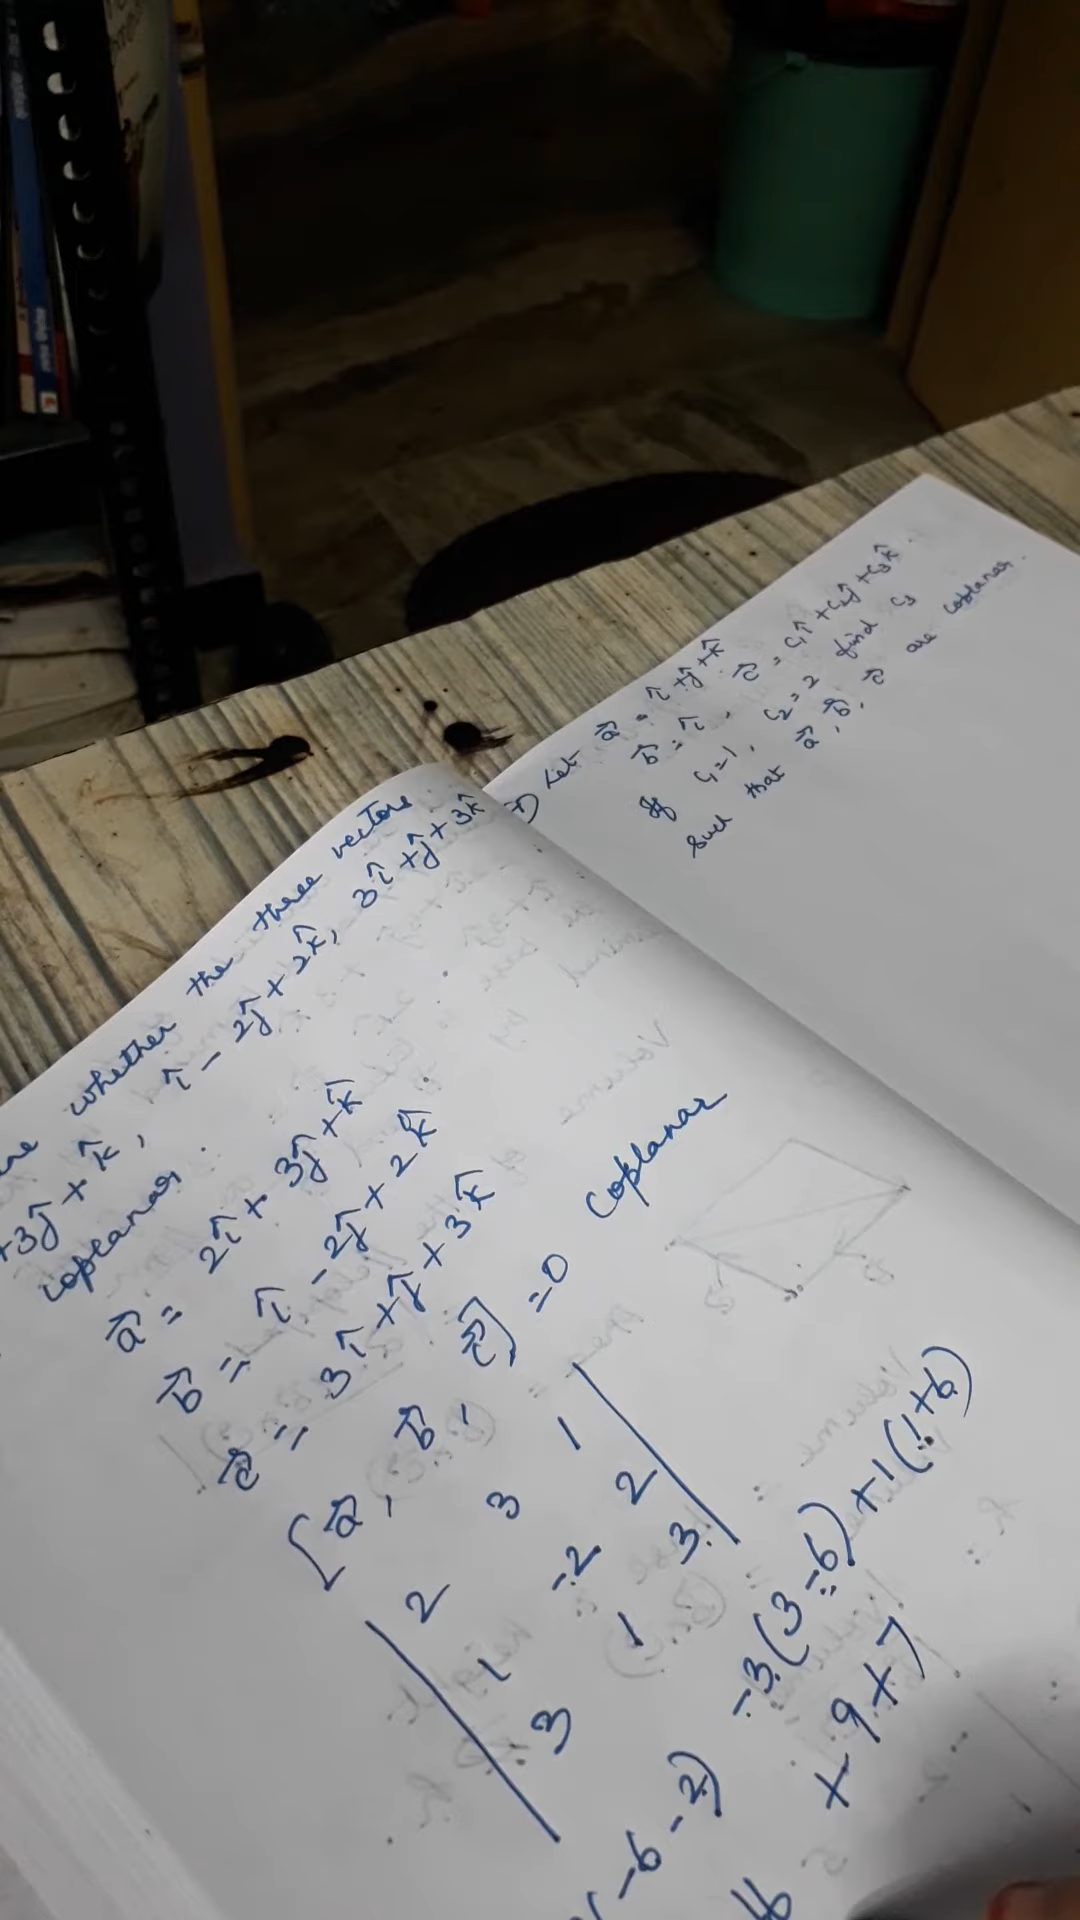 whether the three vectors
+3ĵ+k̂, î-2ĵ+2k̂, 3î+ĵ+3k̂
coplanar.
a⃗ = 2î+3ĵ+k̂
b⃗ = î-2ĵ+2k̂
c⃗ = 3î+ĵ+3k̂
[a⃗, b⃗, c⃗] =0 coplanar
2 3 1
1 -2 2
3 1 3
(-6-2) -3(3-6)+1(1+6)
+9+7
Let a⃗ = î+ĵ+k̂
b⃗ = î, c⃗ = c₁î+c₂ĵ+c₃k̂.
If c₁=1, c₂=2 find c₃
such that a⃗, b⃗, c⃗ are coplanar.